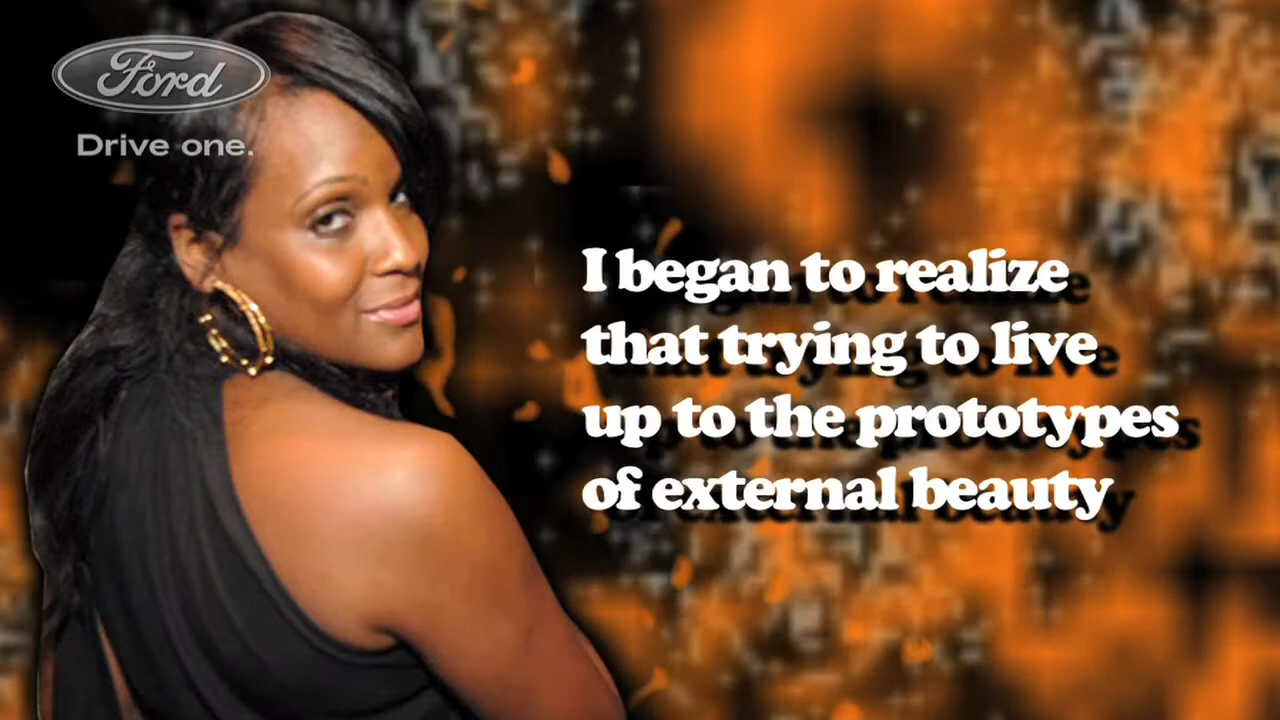 Ford
Drive one.
I began to realize
that trying to live
up to the prototypes
of external beauty